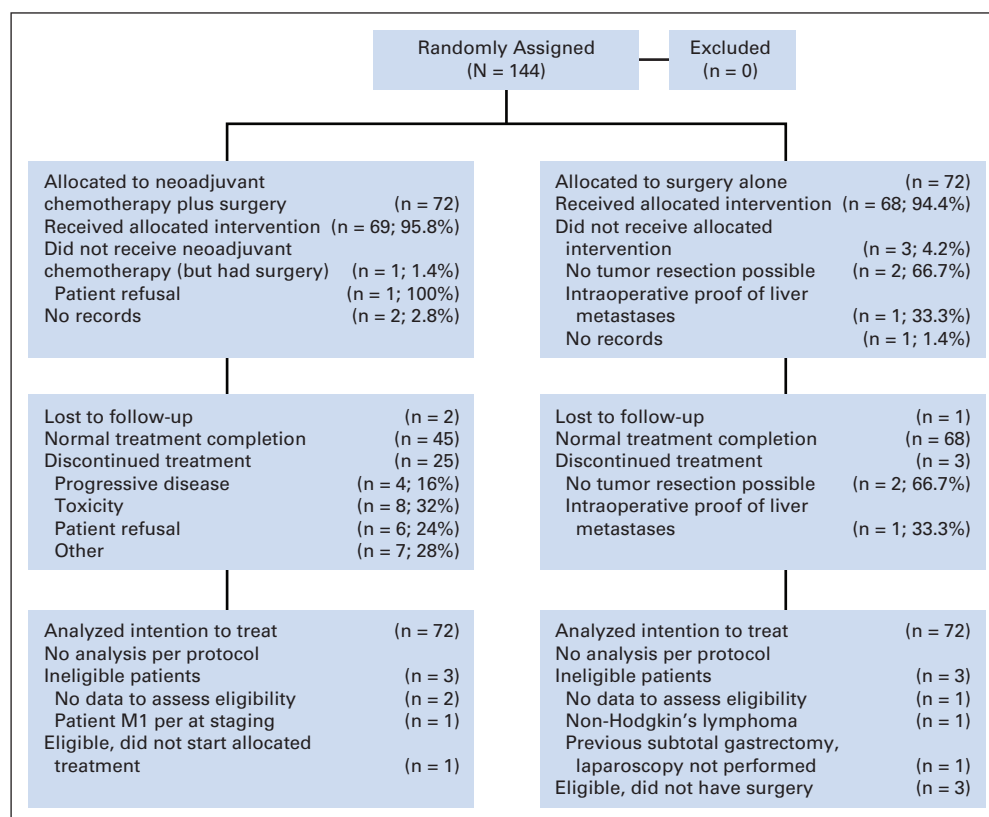 Randomly Assigned
(N = 144)
Excluded
(n = 0)
Allocated to neoadjuvant
chemotherapy plus surgery (n = 72)
Received allocated intervention (n = 69; 95.8%)
Did not receive neoadjuvant
chemotherapy (but had surgery) (n = 1; 1.4%)
Patient refusal (n = 1; 100%)
No records (n = 2; 2.8%)
Allocated to surgery alone (n = 72)
Received allocated intervention (n = 68; 94.4%)
Did not receive allocated
intervention (n = 3; 4.2%)
No tumor resection possible (n = 2; 66.7%)
Intraoperative proof of liver
metastases (n = 1; 33.3%)
No records (n = 1; 1.4%)
Lost to follow-up (n = 2)
Normal treatment completion (n = 45)
Discontinued treatment (n = 25)
Progressive disease (n = 4; 16%)
Toxicity (n = 8; 32%)
Patient refusal (n = 6; 24%)
Other (n = 7; 28%)
Lost to follow-up (n = 1)
Normal treatment completion (n = 68)
Discontinued treatment (n = 3)
No tumor resection possible (n = 2; 66.7%)
Intraoperative proof of liver
metastases (n = 1; 33.3%)
Analyzed intention to treat (n = 72)
No analysis per protocol
Ineligible patients (n = 3)
No data to assess eligibility (n = 2)
Patient M1 per at staging (n = 1)
Eligible, did not start allocated
treatment (n = 1)
Analyzed intention to treat (n = 72)
No analysis per protocol
Ineligible patients (n = 3)
No data to assess eligibility (n = 1)
Non-Hodgkin's lymphoma (n = 1)
Previous subtotal gastrectomy,
laparoscopy not performed (n = 1)
Eligible, did not have surgery (n = 3)